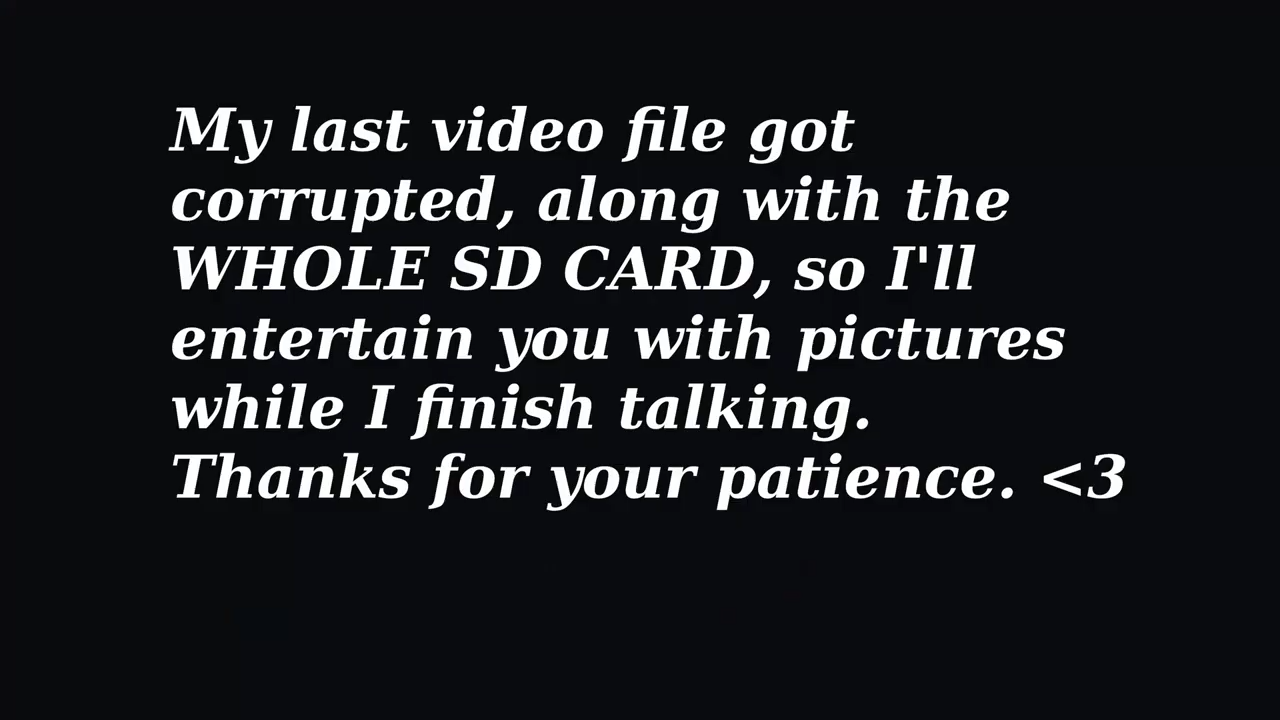 My last video file got
corrupted, along with the
WHOLE SD CARD, so I'll
entertain you with pictures
while I finish talking.
Thanks for your patience. <3